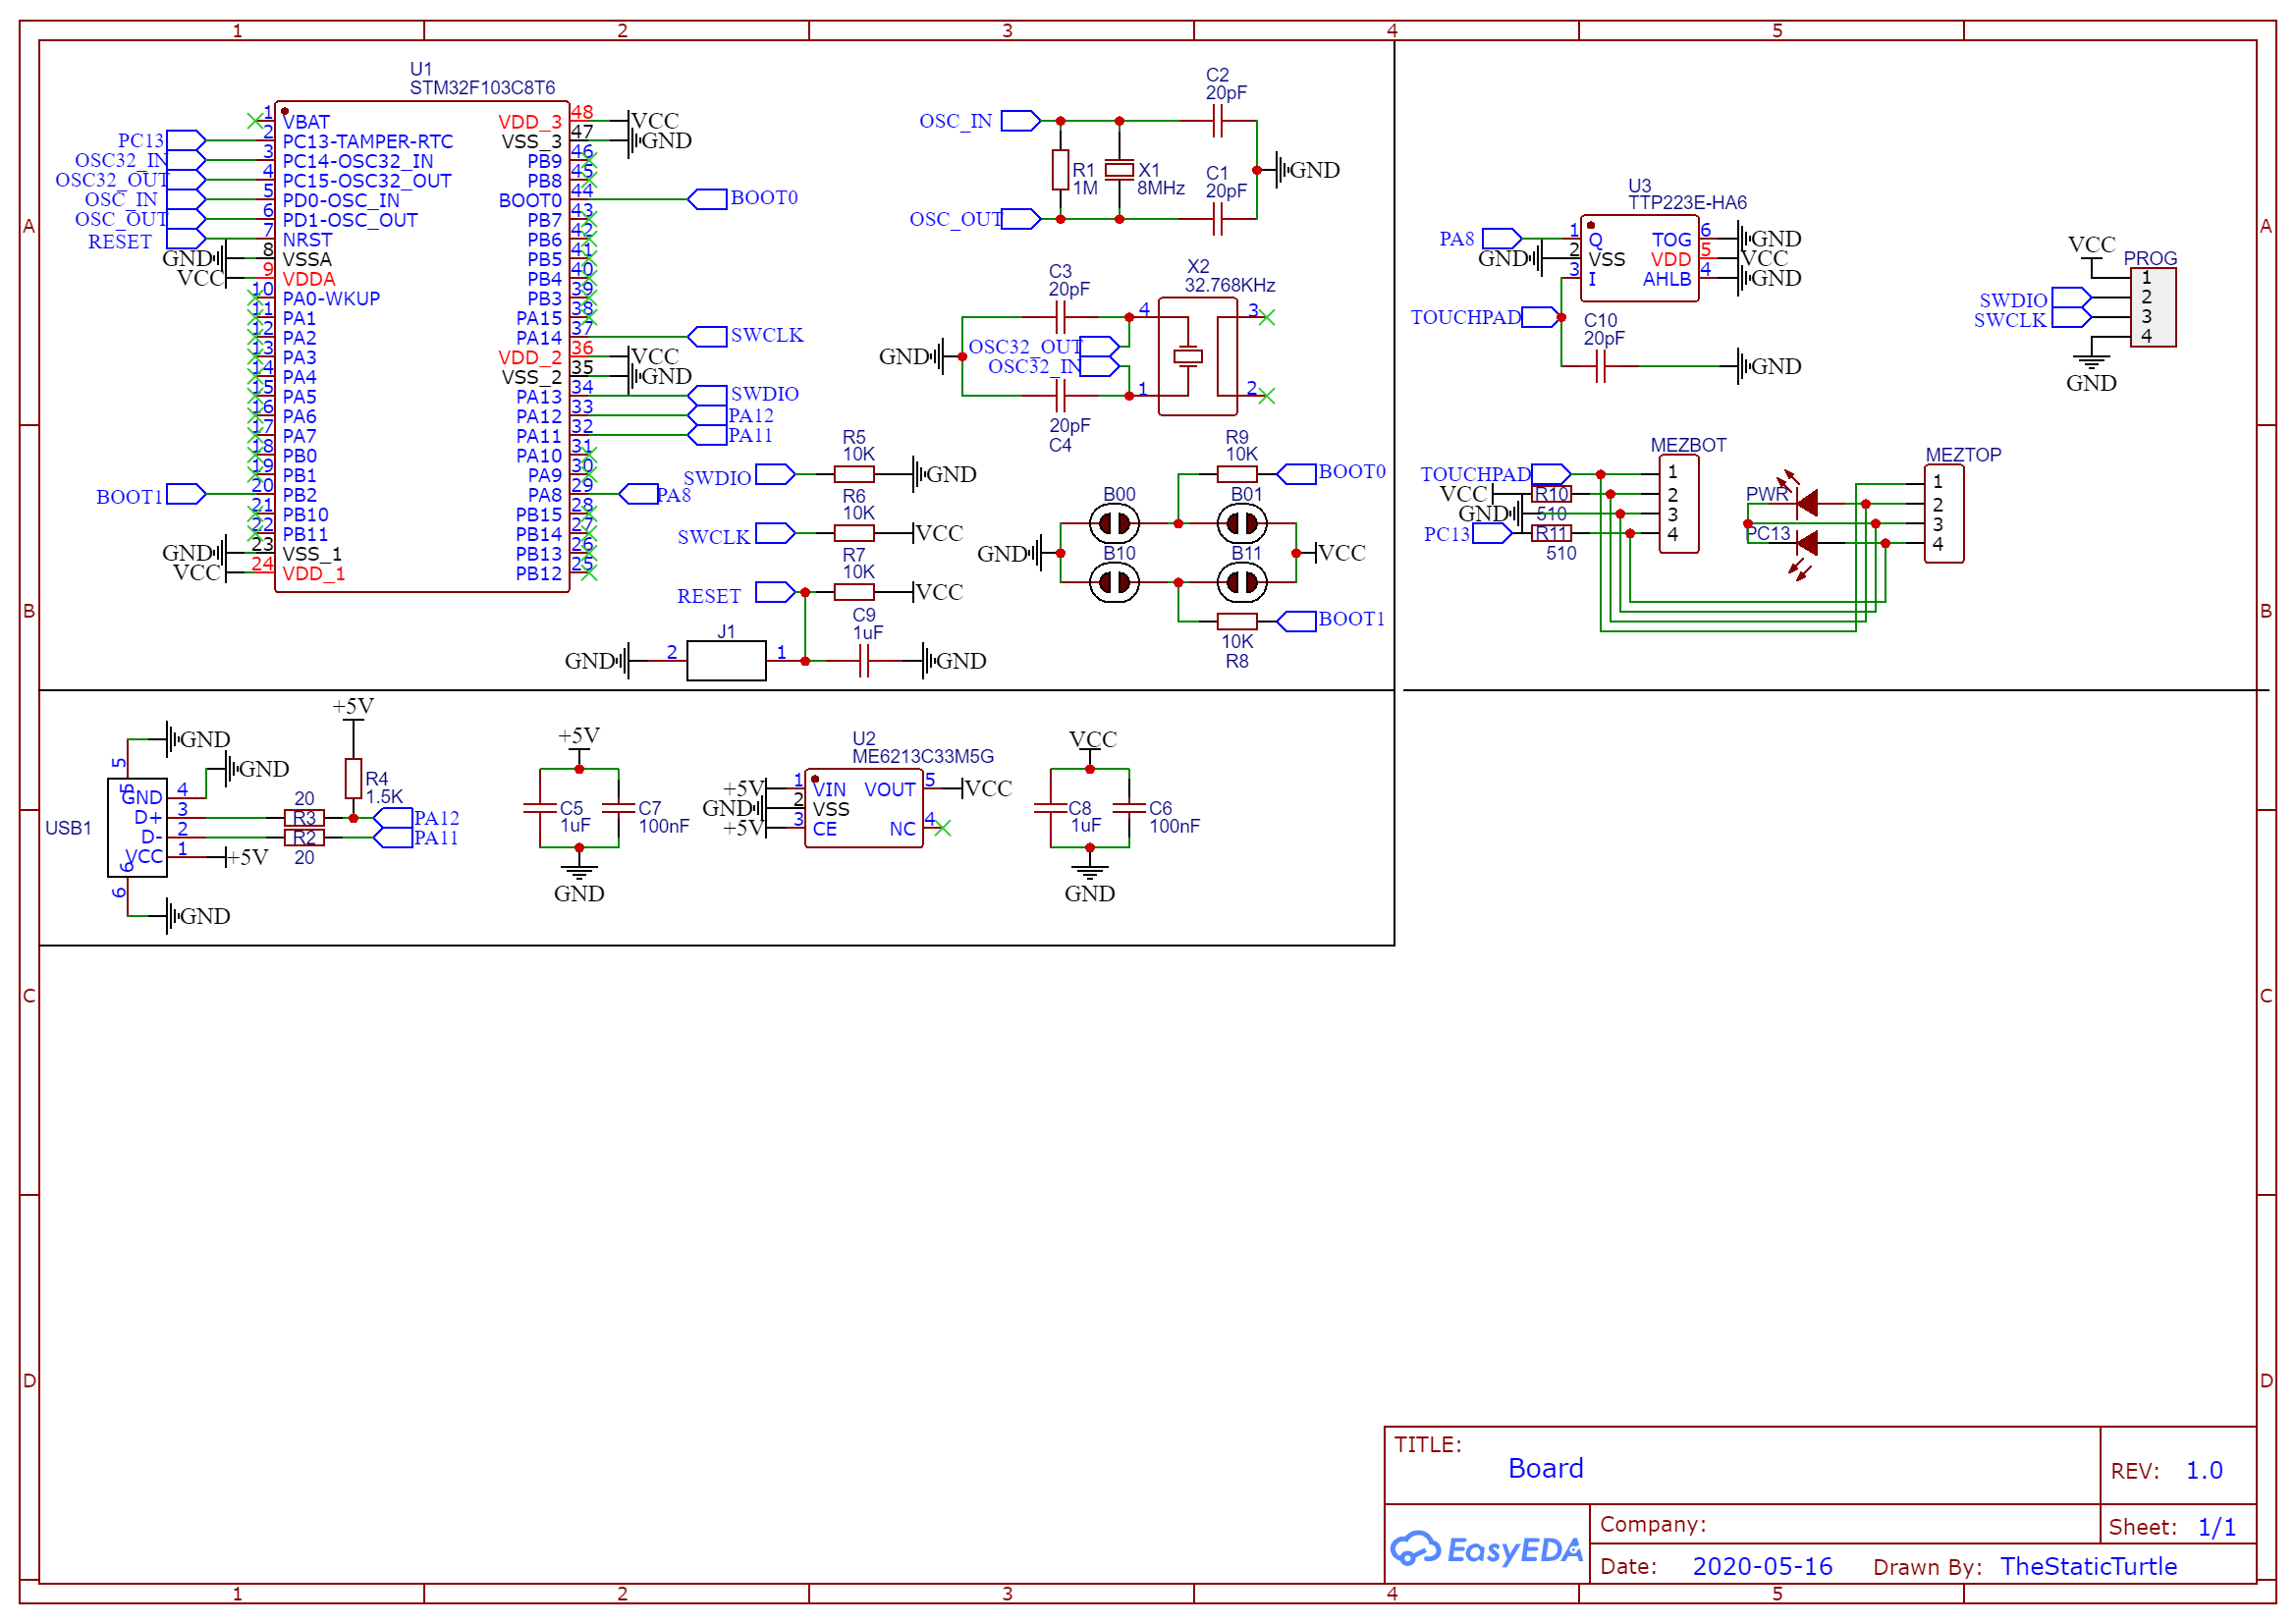 1 2 3 4 5
A
B
C
D
U1
STM32F103C8T6
1 VBAT
PC13 2 PC13-TAMPER-RTC
OSC32_IN 3 PC14-OSC32_IN
OSC32_OUT 4 PC15-OSC32_OUT
OSC_IN 5 PD0-OSC_IN
OSC_OUT 6 PD1-OSC_OUT
RESET 7 NRST
GND 8 VSSA
VCC 9 VDDA
10 PA0-WKUP
11 PA1
12 PA2
13 PA3
14 PA4
15 PA5
16 PA6
17 PA7
18 PB0
19 PB1
BOOT1 20 PB2
21 PB10
22 PB11
GND 23 VSS_1
VCC 24 VDD_1
VDD_3 48 VCC
VSS_3 47 GND
PB9 46
PB8 45
BOOT0 44 BOOT0
PB7 43
PB6 42
PB5 41
PB4 40
PB3 39
PA15 38
PA14 37 SWCLK
VDD_2 36 VCC
VSS_2 35 GND
PA13 34 SWDIO
PA12 33 PA12
PA11 32 PA11
PA10 31
PA9 30
PA8 29 PA8
PB15 28
PB14 27
PB13 26
PB12 25
C2
20pF
OSC_IN
R1
1M
X1
8MHz
C1
20pF
GND
OSC_OUT
C3
20pF
X2
32.768KHz
4 3
OSC32_OUT
GND
OSC32_IN
1 2
20pF
C4
R5
10K
SWDIO GND
R6
10K
SWCLK VCC
R7
10K
RESET VCC
C9
1uF
J1
GND 2 1 GND
R9
10K
BOOT0
B00 B01
GND VCC
B10 B11
BOOT1
10K
R8
U3
TTP223E-HA6
PA8 1 Q TOG 6 GND
GND 2 VSS VDD 5 VCC
3 I AHLB 4 GND
TOUCHPAD
C10
20pF
GND
VCC
PROG
1
SWDIO 2
SWCLK 3
4
GND
MEZBOT
TOUCHPAD 1
VCC R10 2
GND 510 3
PC13 R11 4
510
MEZTOP
1
PWR 2
3
PC13 4
+5V
GND
5
5
GND
GND 4
R4
1.5K
20
USB1
D+ 3 R3 PA12
D- 2 R2 PA11
20
VCC 1 +5V
6
6
GND
+5V
C5
1uF
C7
100nF
GND
U2
ME6213C33M5G
+5V 1 VIN VOUT 5 VCC
GND 2 VSS
+5V 3 CE NC 4
VCC
C8
1uF
C6
100nF
GND
TITLE:
Board
REV: 1.0
EasyEDA
Company:
Sheet: 1/1
Date: 2020-05-16 Drawn By: TheStaticTurtle
A
B
C
D
1 2 3 4 5